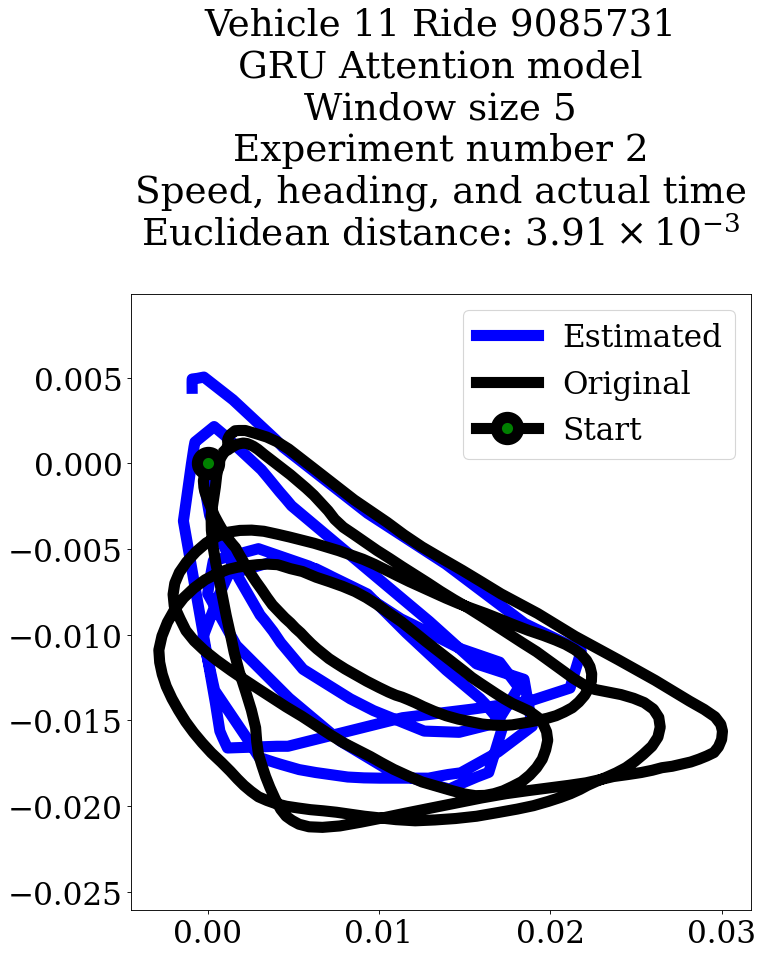 Vehicle 11 Ride 9085731
GRU Attention model
Window size 5
Experiment number 2
Speed, heading, and actual time
Euclidean distance: 3.91 × 10⁻³
Estimated
Original
Start
0.005
0.000
−0.005
−0.010
−0.015
−0.020
−0.025
0.00 0.01 0.02 0.03